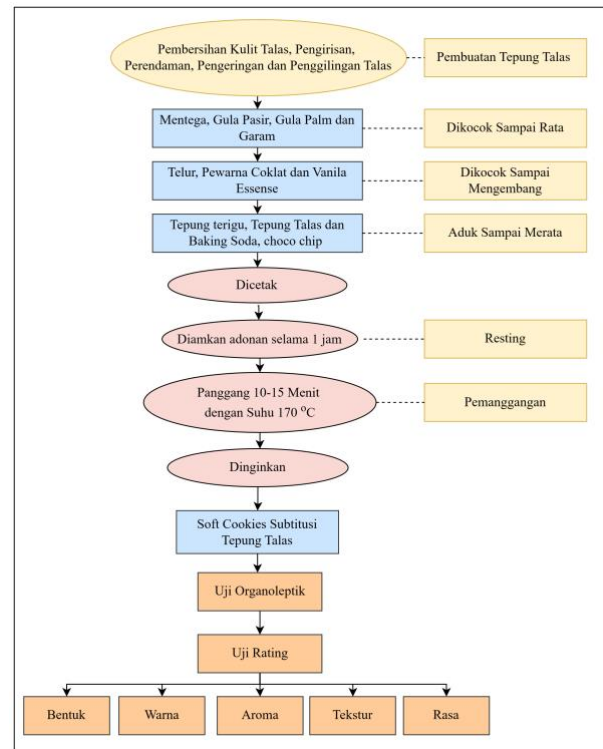 Pembersihan Kulit Talas, Pengirisan,
Perendaman, Pengeringan dan Penggilingan Talas
Pembuatan Tepung Talas
Mentega, Gula Pasir, Gula Palm dan
Garam
Dikocok Sampai Rata
Telur, Pewarna Coklat dan Vanila
Essense
Dikocok Sampai
Mengembang
Tepung terigu, Tepung Talas dan
Baking Soda, choco chip
Aduk Sampai Merata
Dicetak
Diamkan adonan selama 1 jam
Resting
Panggang 10-15 Menit
dengan Suhu 170 °C
Pemanggangan
Dinginkan
Soft Cookies Subtitusi
Tepung Talas
Uji Organoleptik
Uji Rating
Bentuk
Warna
Aroma
Tekstur
Rasa